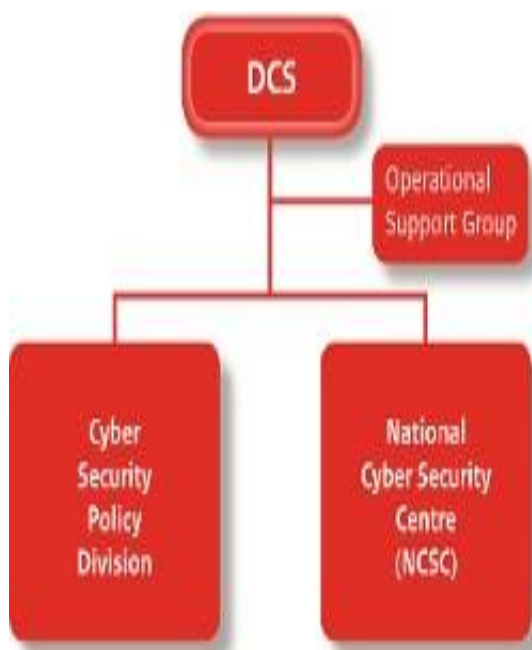 DCS
Operational
Support Group
Cyber
Security
Policy
Division
National
Cyber Security
Centre
(NCSC)